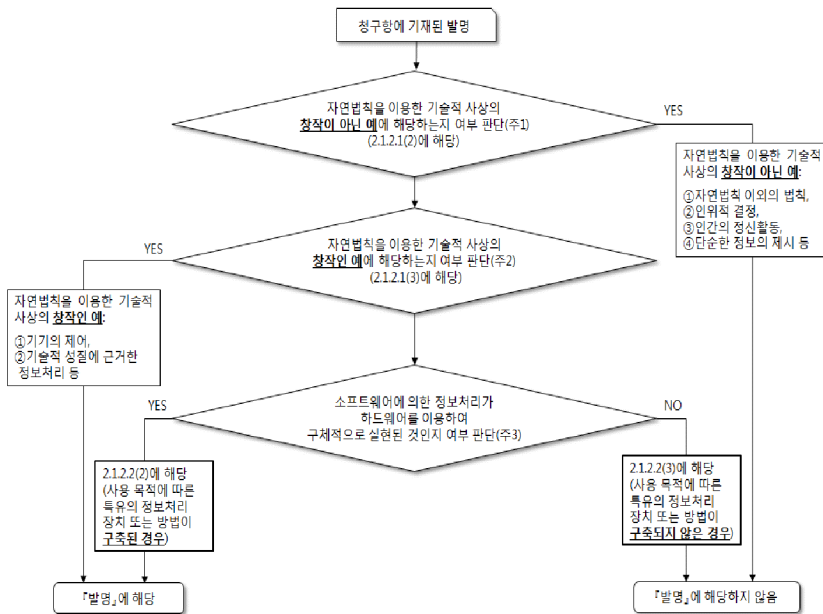 청구항에 기재된 발명
자연법칙을 이용한 기술적 사상의
창작이 아닌 예에 해당하는지 여부 판단(주1)
(2.1.2.1(2)에 해당)
YES
자연법칙을 이용한 기술적
사상의 창작이 아닌 예:
①자연법칙 이외의 법칙,
②인위적 결정,
③인간의 정신활동,
④단순한 정보의 제시 등
자연법칙을 이용한 기술적 사상의
창작인 예에 해당하는지 여부 판단(주2)
(2.1.2.1(3)에 해당)
YES
자연법칙을 이용한 기술적
사상의 창작인 예:
①기기의 제어,
②기술적 성질에 근거한
정보처리 등
소프트웨어에 의한 정보처리가
하드웨어를 이용하여
구체적으로 실현된 것인지 여부 판단(주3)
YES
NO
2.1.2.2(2)에 해당
(사용 목적에 따른
특유의 정보처리
장치 또는 방법이
구축된 경우)
2.1.2.2(3)에 해당
(사용 목적에 따른
특유의 정보처리
장치 또는 방법이
구축되지 않은 경우)
『발명』에 해당
『발명』에 해당하지 않음